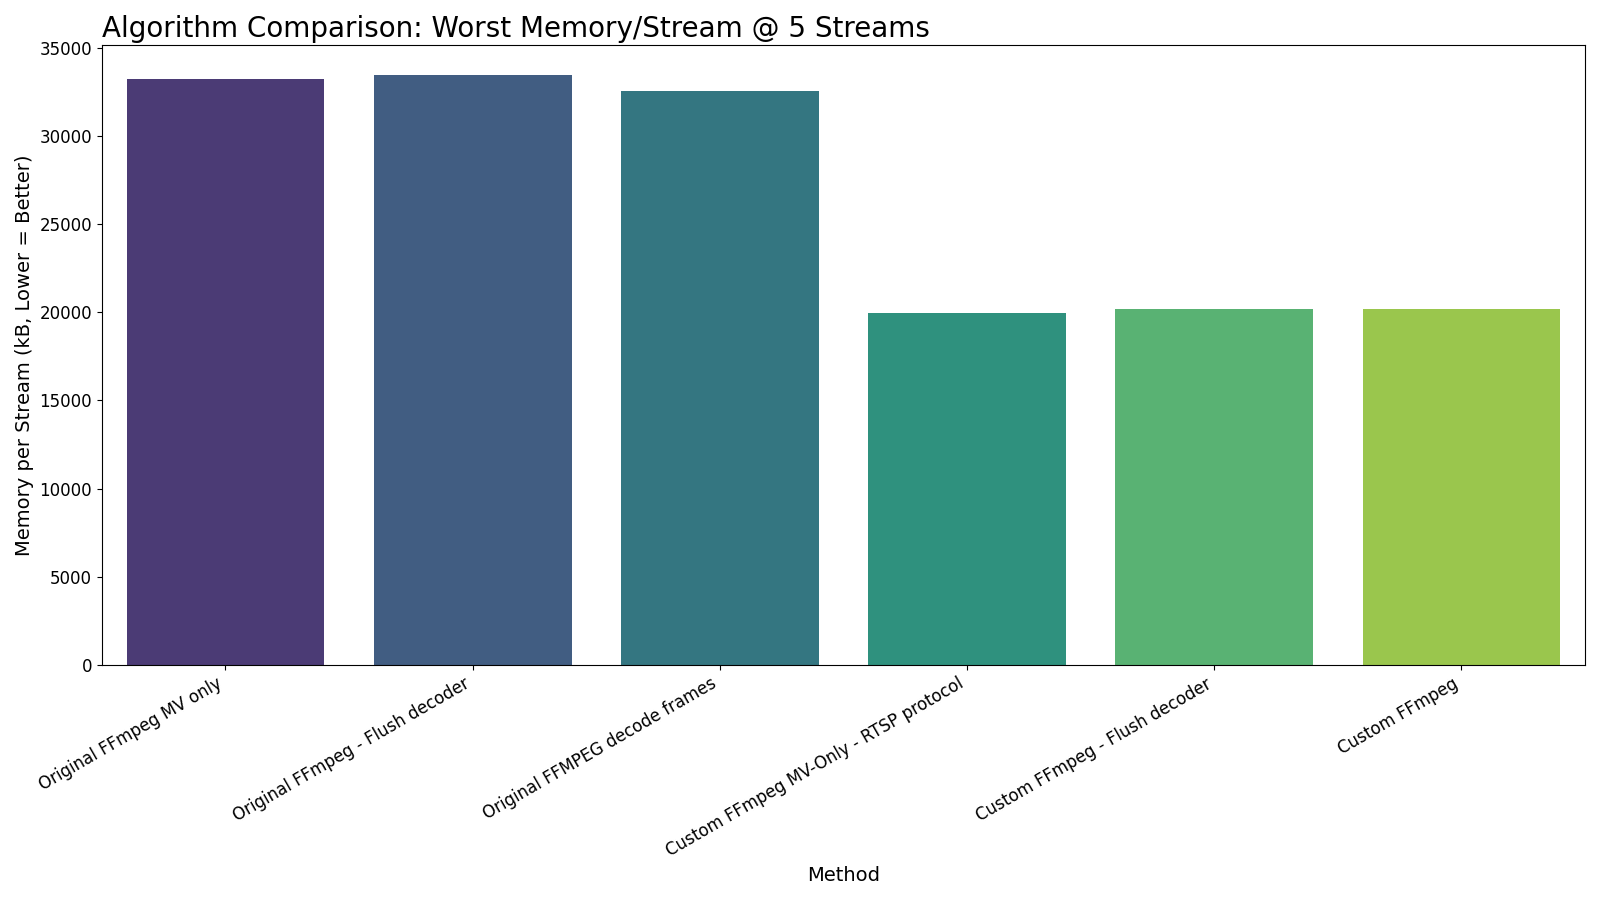 Algorithm Comparison: Worst Memory/Stream @ 5 Streams
Memory per Stream (kB, Lower = Better)
35000
30000
25000
20000
15000
10000
5000
0
Original FFmpeg MV only
Original FFmpeg - Flush decoder
Original FFMPEG decode frames
Custom FFmpeg MV-Only - RTSP protocol
Custom FFmpeg - Flush decoder
Custom FFmpeg
Method